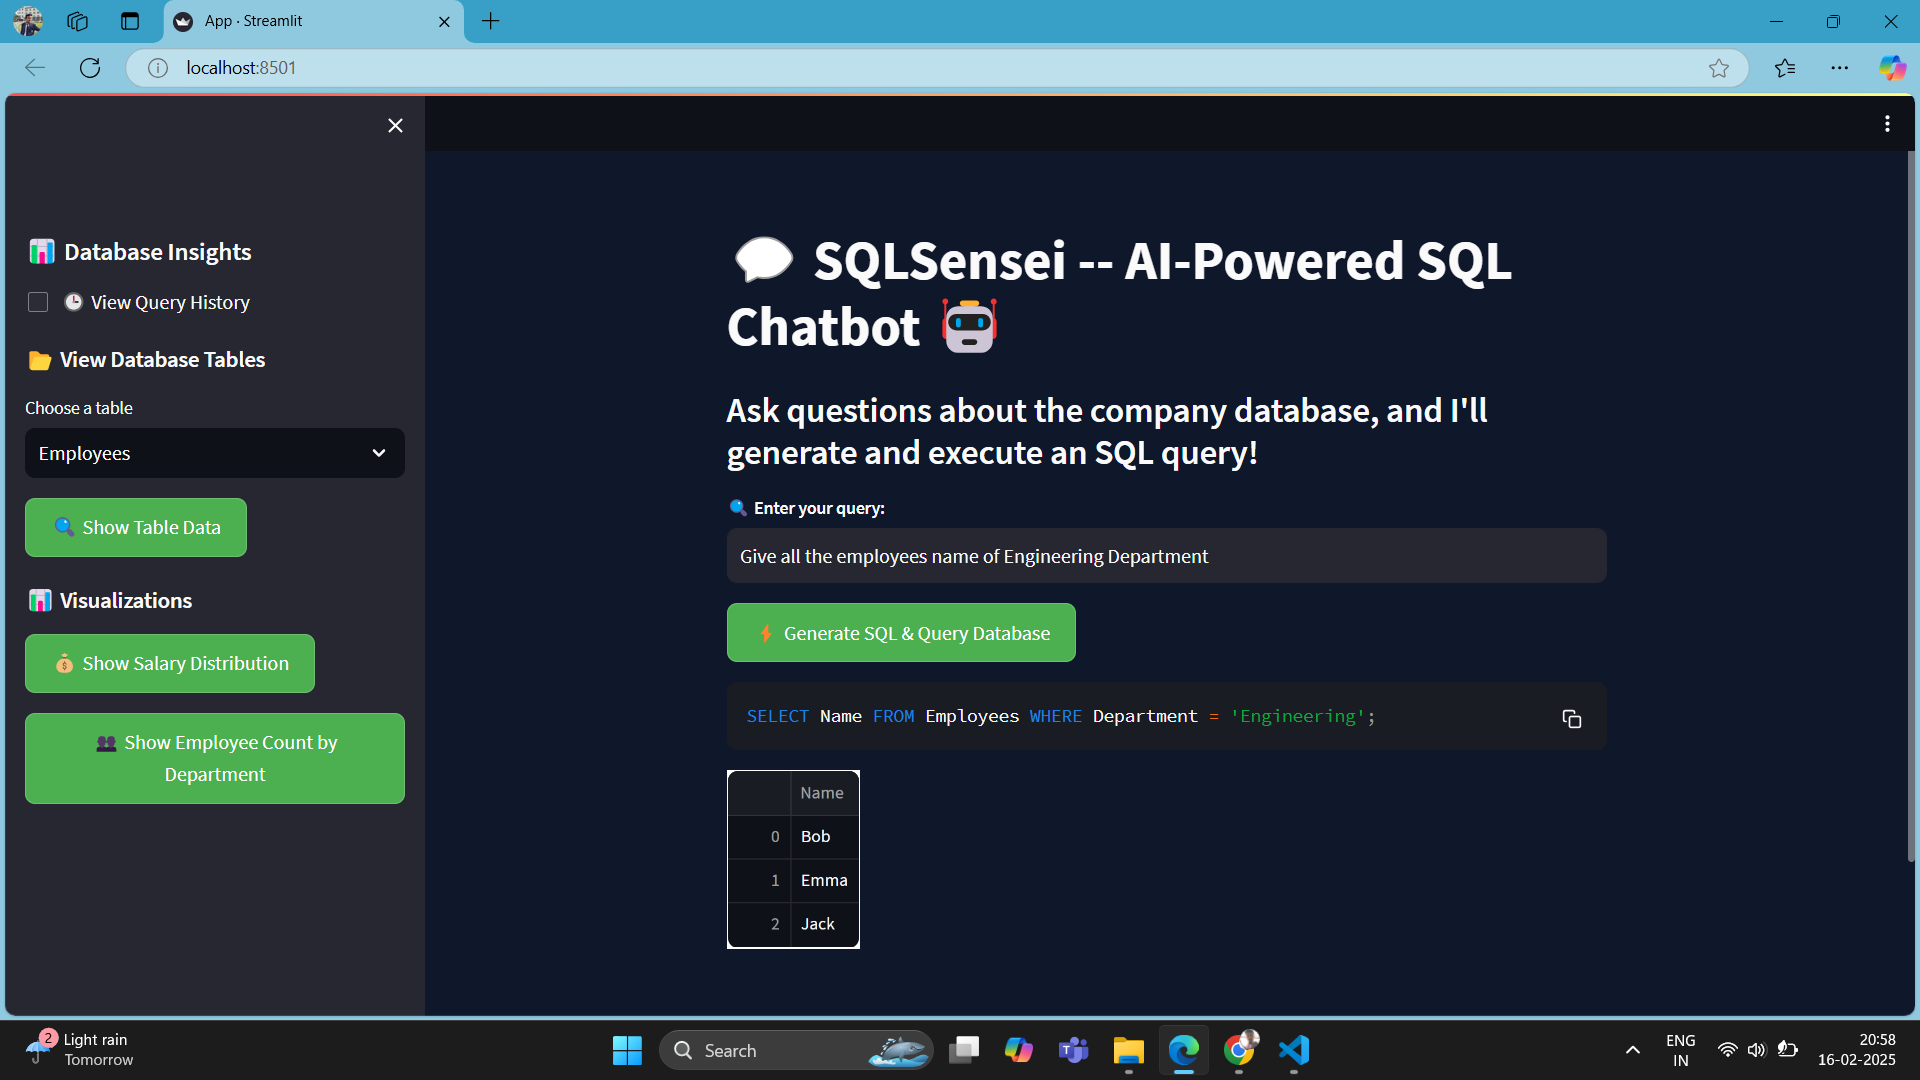 App · Streamlit
localhost:8501
Database Insights
View Query History
View Database Tables
Choose a table
Employees
Show Table Data
Visualizations
Show Salary Distribution
Show Employee Count by
Department
SQLSensei -- AI-Powered SQL
Chatbot
Ask questions about the company database, and I'll
generate and execute an SQL query!
Enter your query:
Give all the employees name of Engineering Department
Generate SQL & Query Database
SELECT Name FROM Employees WHERE Department = 'Engineering';
Name
0 Bob
1 Emma
2 Jack
2
Light rain
Tomorrow
Search
ENG
IN
20:58
16-02-2025